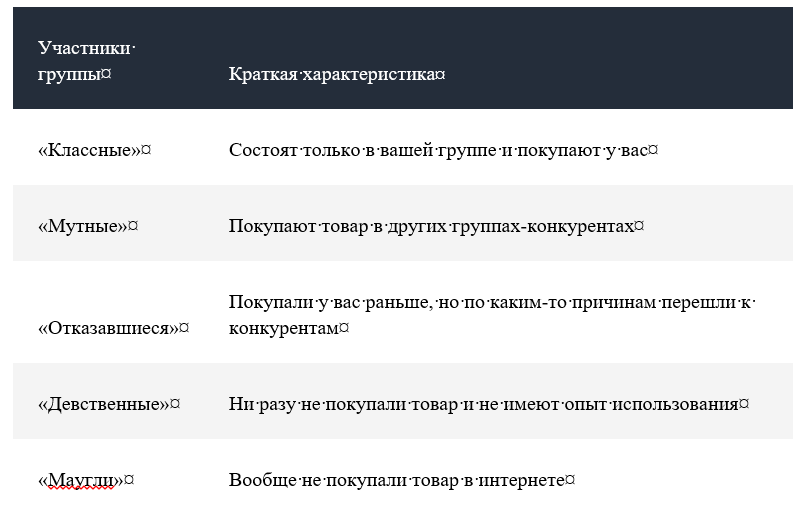 Участники
группы
Краткая характеристика
«Классные»
Состоят только в вашей группе и покупают у вас
«Мутные»
Покупают товар в других группах-конкурентах
«Отказавшиеся»
Покупали у вас раньше, но по каким-то причинам перешли к
конкурентам
«Девственные»
Ни разу не покупали товар и не имеют опыт использования
«Маугли»
Вообще не покупали товар в интернете